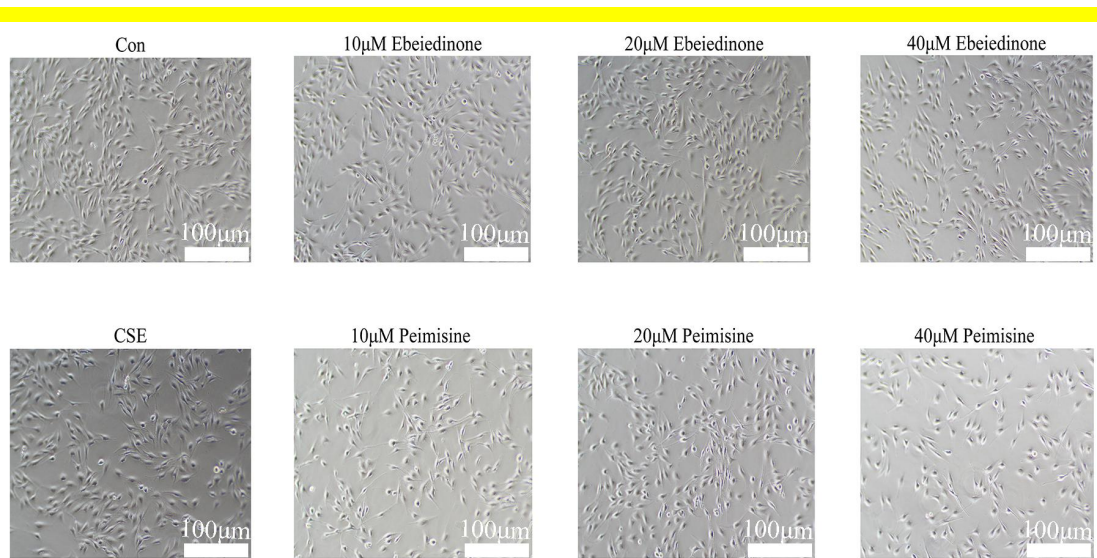 Con
10μM Ebeiedinone
20μM Ebeiedinone
40μM Ebeiedinone
100μm
100μm
100μm
100μm
CSE
10μM Peimisine
20μM Peimisine
40μM Peimisine
100μm
100μm
100μm
100μm